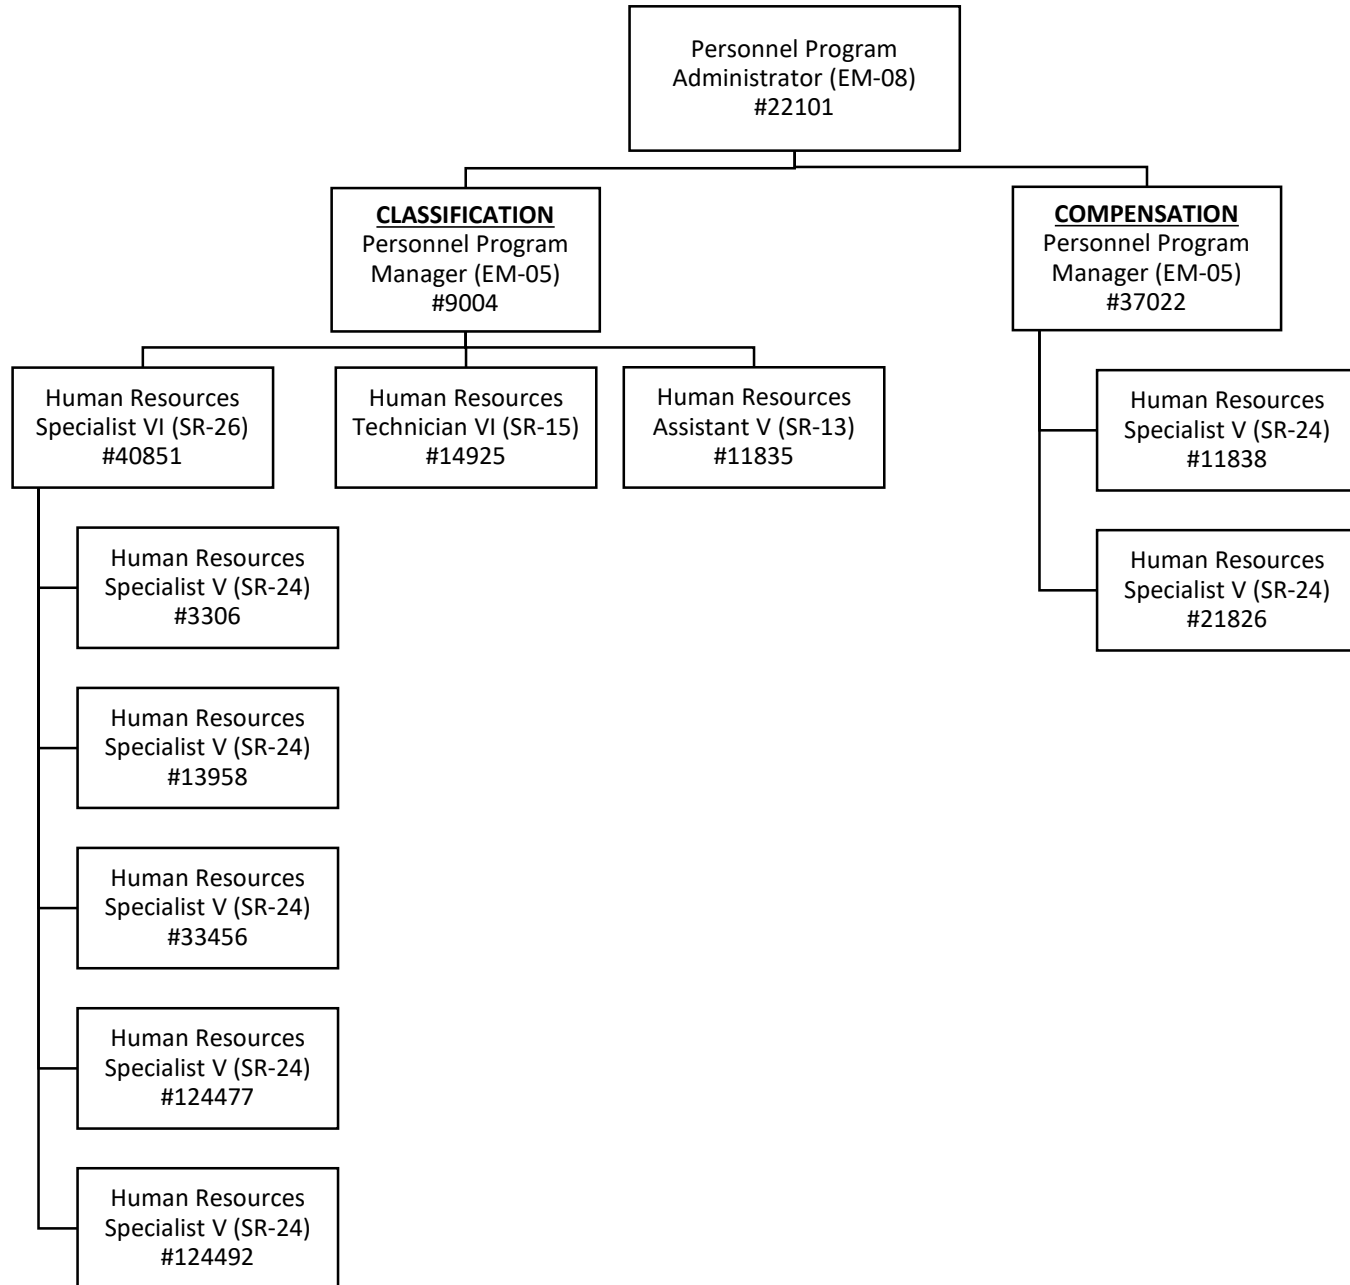 Personnel Program
Administrator (EM-08)
#22101
CLASSIFICATION
Personnel Program
Manager (EM-05)
#9004
COMPENSATION
Personnel Program
Manager (EM-05)
#37022
Human Resources
Specialist VI (SR-26)
#40851
Human Resources
Technician VI (SR-15)
#14925
Human Resources
Assistant V (SR-13)
#11835
Human Resources
Specialist V (SR-24)
#11838
Human Resources
Specialist V (SR-24)
#21826
Human Resources
Specialist V (SR-24)
#3306
Human Resources
Specialist V (SR-24)
#13958
Human Resources
Specialist V (SR-24)
#33456
Human Resources
Specialist V (SR-24)
#124477
Human Resources
Specialist V (SR-24)
#124492